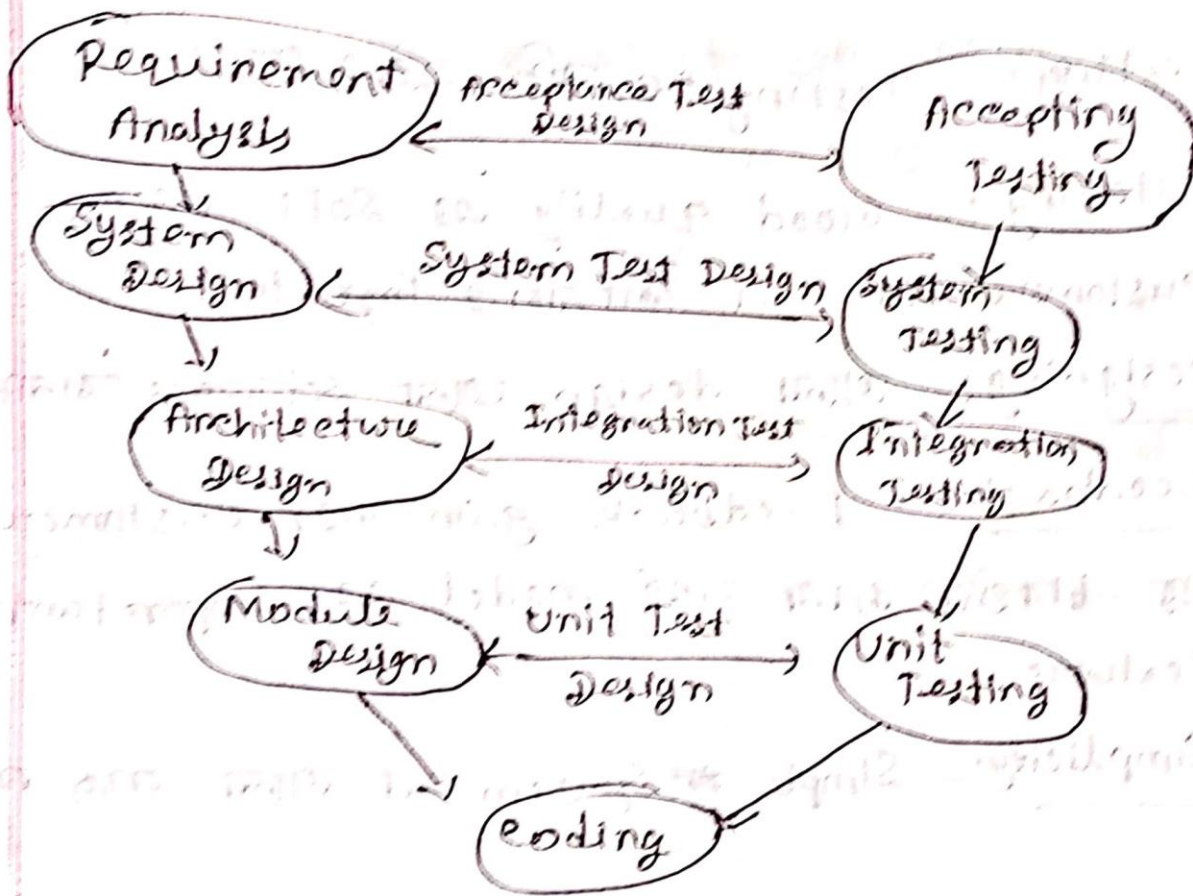 Requirement
Analysis
Acceptance Test
Design
Accepting
Testing
System
Design
System Test Design
System
Testing
Architecture
Design
Integration Test
Design
Integration
Testing
Module
Design
Unit Test
Design
Unit
Testing
Coding